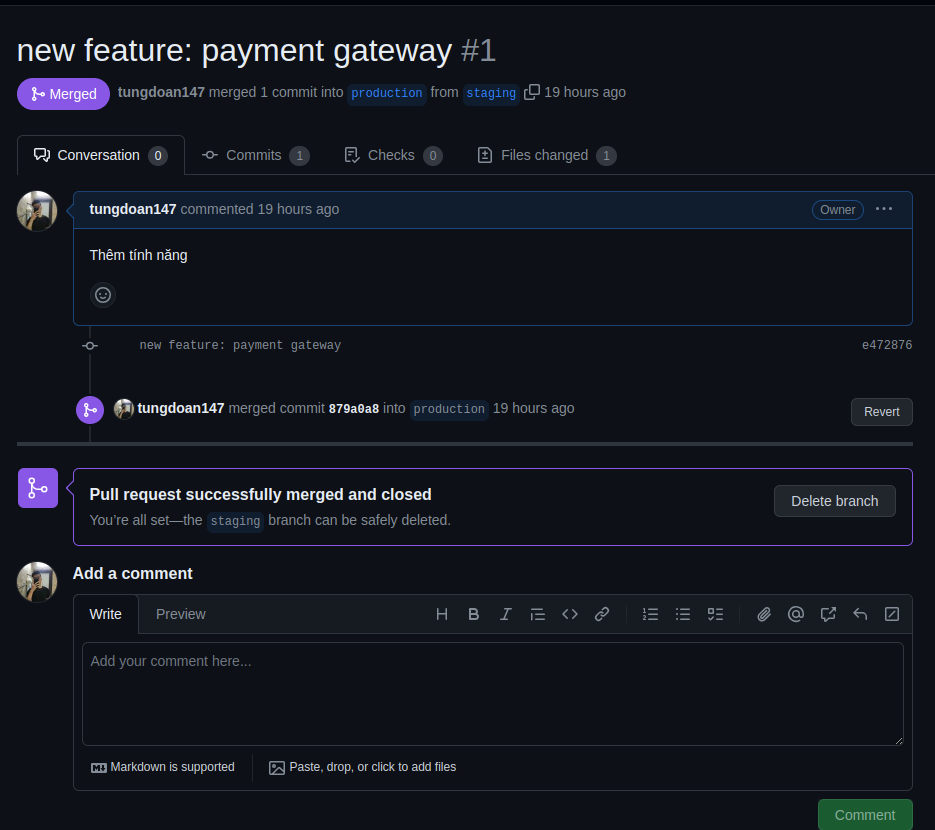 new feature: payment gateway #1
Merged tungdoan147 merged 1 commit into production from staging 19 hours ago
Conversation 0 Commits 1 Checks 0 Files changed 1
tungdoan147 commented 19 hours ago Owner ...
Thêm tính năng
new feature: payment gateway e472876
tungdoan147 merged commit 879a0a8 into production 19 hours ago Revert
Pull request successfully merged and closed
You're all set—the staging branch can be safely deleted. Delete branch
Add a comment
Write Preview
Add your comment here...
Markdown is supported Paste, drop, or click to add files
Comment